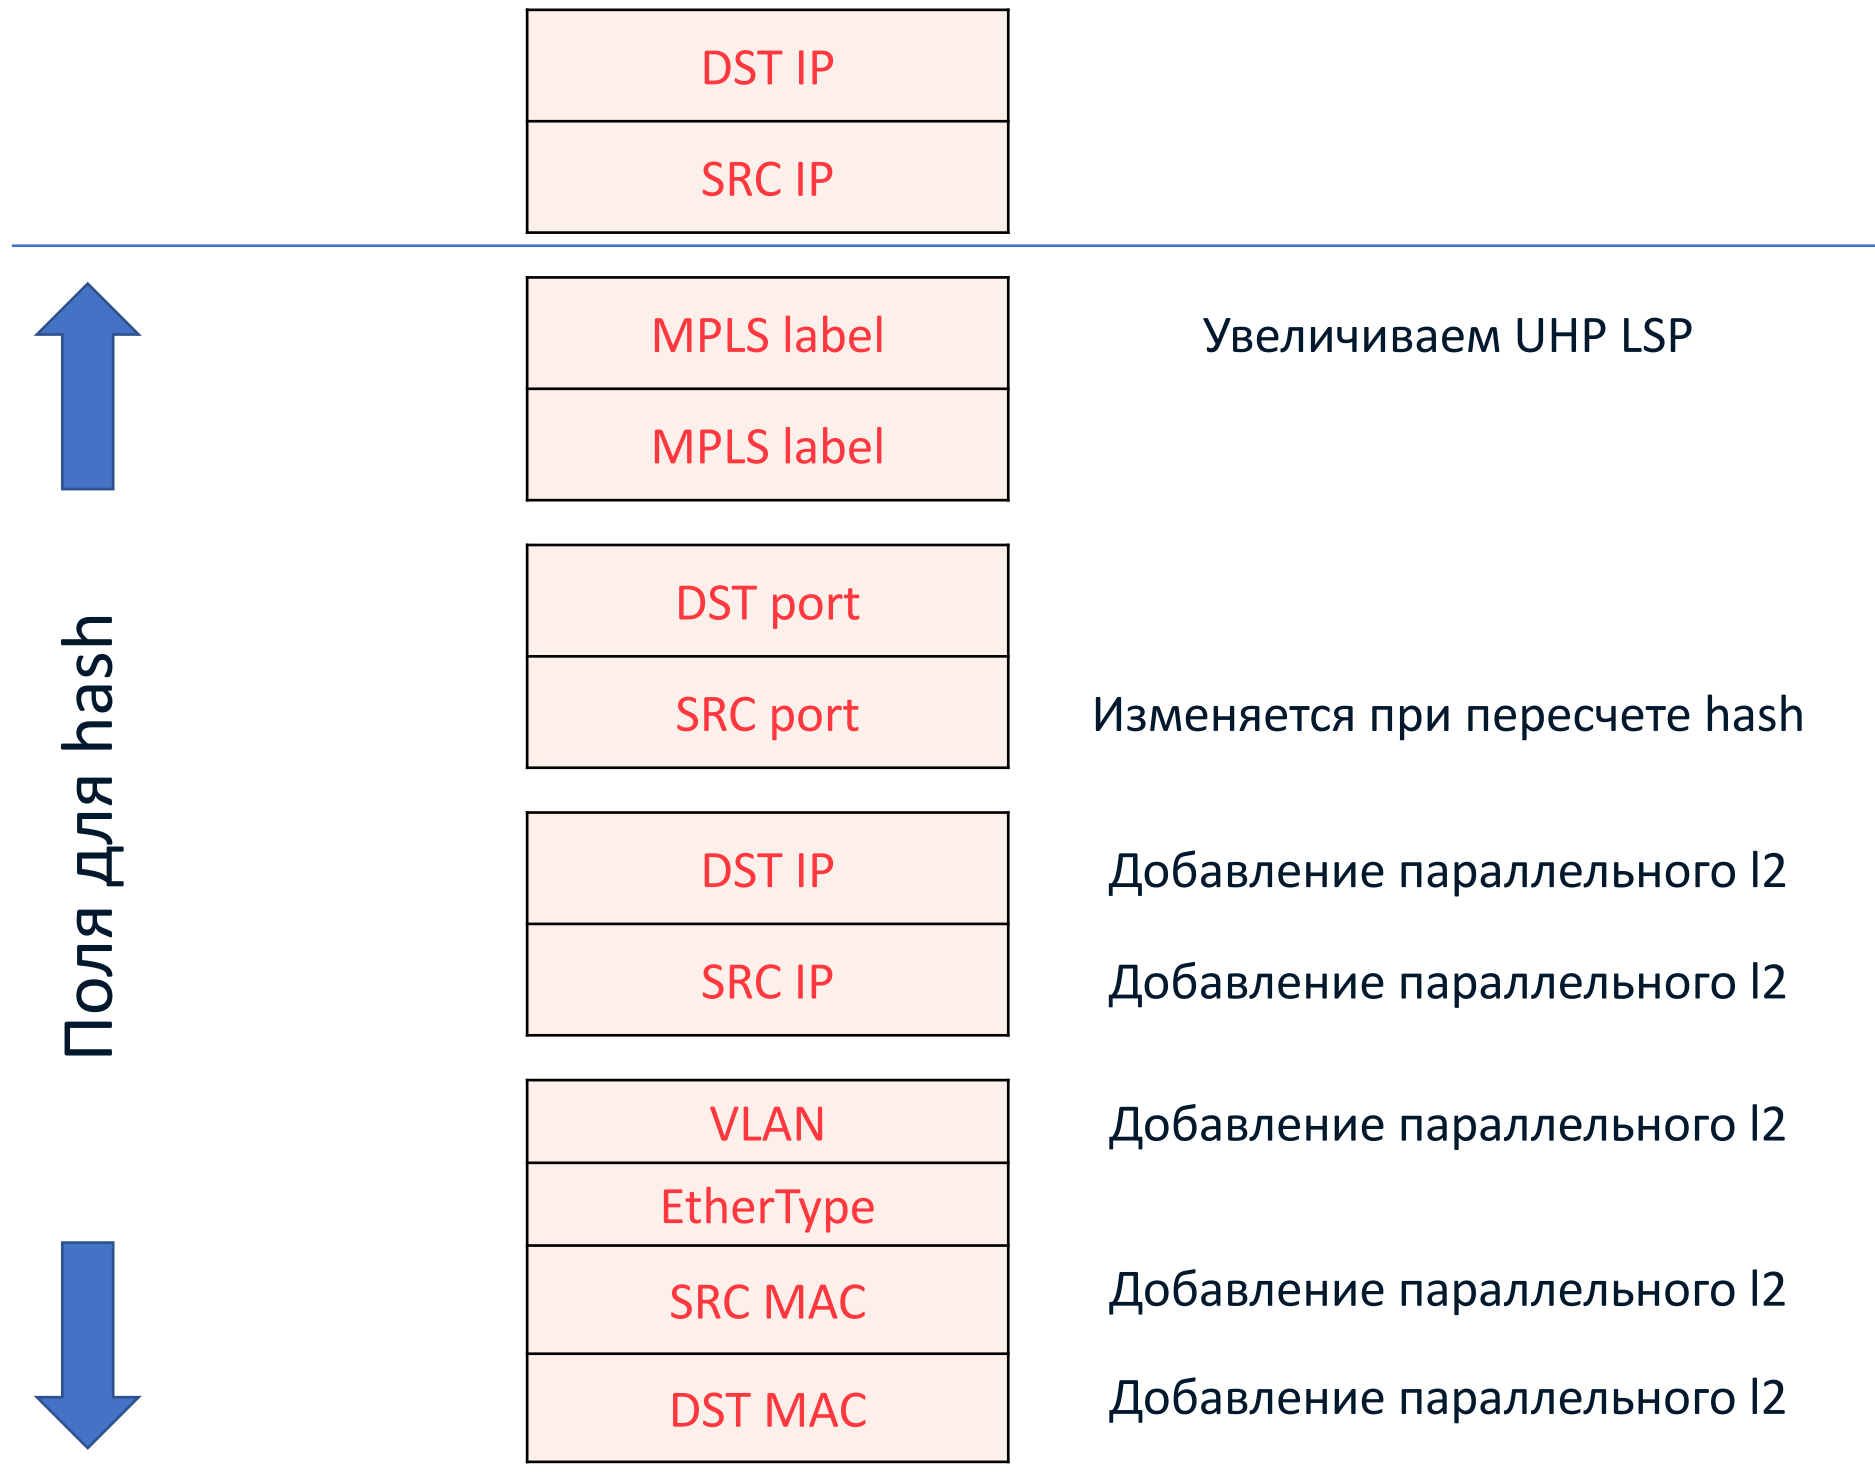 DST IP
SRC IP
MPLS label
Увеличиваем UHP LSP
MPLS label
DST port
SRC port
Изменяется при пересчете hash
Поля для hash
DST IP
Добавление параллельного l2
SRC IP
Добавление параллельного l2
VLAN
Добавление параллельного l2
EtherType
SRC MAC
Добавление параллельного l2
DST MAC
Добавление параллельного l2